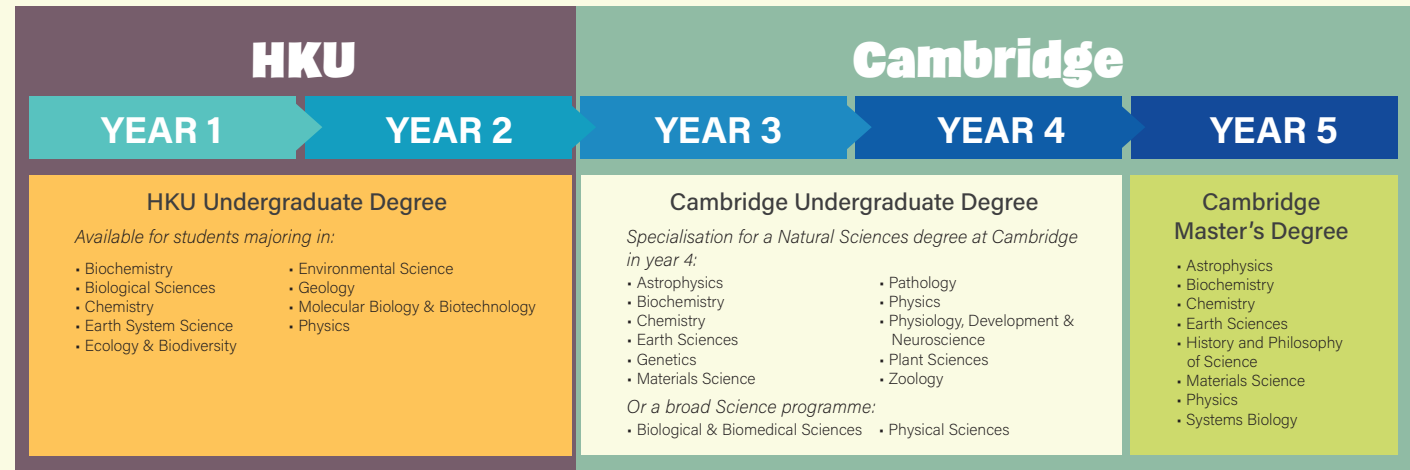 HKU
Cambridge
YEAR 1
YEAR 2
YEAR 3
YEAR 4
YEAR 5
HKU Undergraduate Degree
Available for students majoring in:
• Biochemistry
• Biological Sciences
• Chemistry
• Earth System Science
• Ecology & Biodiversity
• Environmental Science
• Geology
• Molecular Biology & Biotechnology
• Physics
Cambridge Undergraduate Degree
Specialisation for a Natural Sciences degree at Cambridge
in year 4:
• Astrophysics
• Biochemistry
• Chemistry
• Earth Sciences
• Genetics
• Materials Science
• Pathology
• Physics
• Physiology, Development &
Neuroscience
• Plant Sciences
• Zoology
Or a broad Science programme:
• Biological & Biomedical Sciences
• Physical Sciences
Cambridge
Master's Degree
• Astrophysics
• Biochemistry
• Chemistry
• Earth Sciences
• History and Philosophy
of Science
• Materials Science
• Physics
• Systems Biology